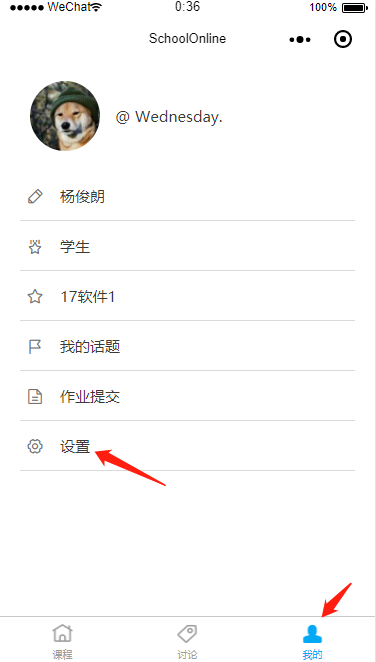 WeChat
0:36
100%
SchoolOnline
@ Wednesday.
杨俊朗
学生
17软件1
我的话题
作业提交
设置
课程
讨论
我的